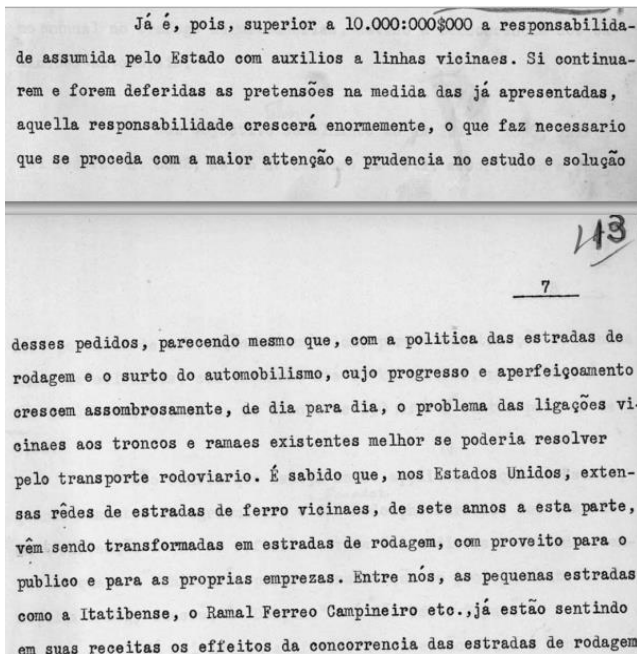 Já é, pois, superior a 10.000:000$000 a responsabilida-
de assumida pelo Estado com auxilios a linhas vicinaes. Si continua-
rem e forem deferidas as pretensões na medida das já apresentadas,
aquella responsabilidade crescerá enormemente, o que faz necessario
que se proceda com a maior attenção e prudencia no estudo e solução
113
7
desses pedidos, parecendo mesmo que, com a politica das estradas de
rodagem e o surto do automobilismo, cujo progresso e aperfeiçoamento
crescem assombrosamente, de dia para dia, o problema das ligações vi-
cinaes aos troncos e ramaes existentes melhor se poderia resolver
pelo transporte rodoviario. É sabido que, nos Estados Unidos, exten-
sas rêdes de estradas de ferro vicinaes, de sete annos a esta parte,
vêm sendo transformadas em estradas de rodagem, com proveito para o
publico e para as proprias emprezas. Entre nós, as pequenas estradas
como a Itatibense, o Ramal Ferreo Campineiro etc.,já estão sentindo
em suas receitas os effeitos da concorrencia das estradas de rodagem